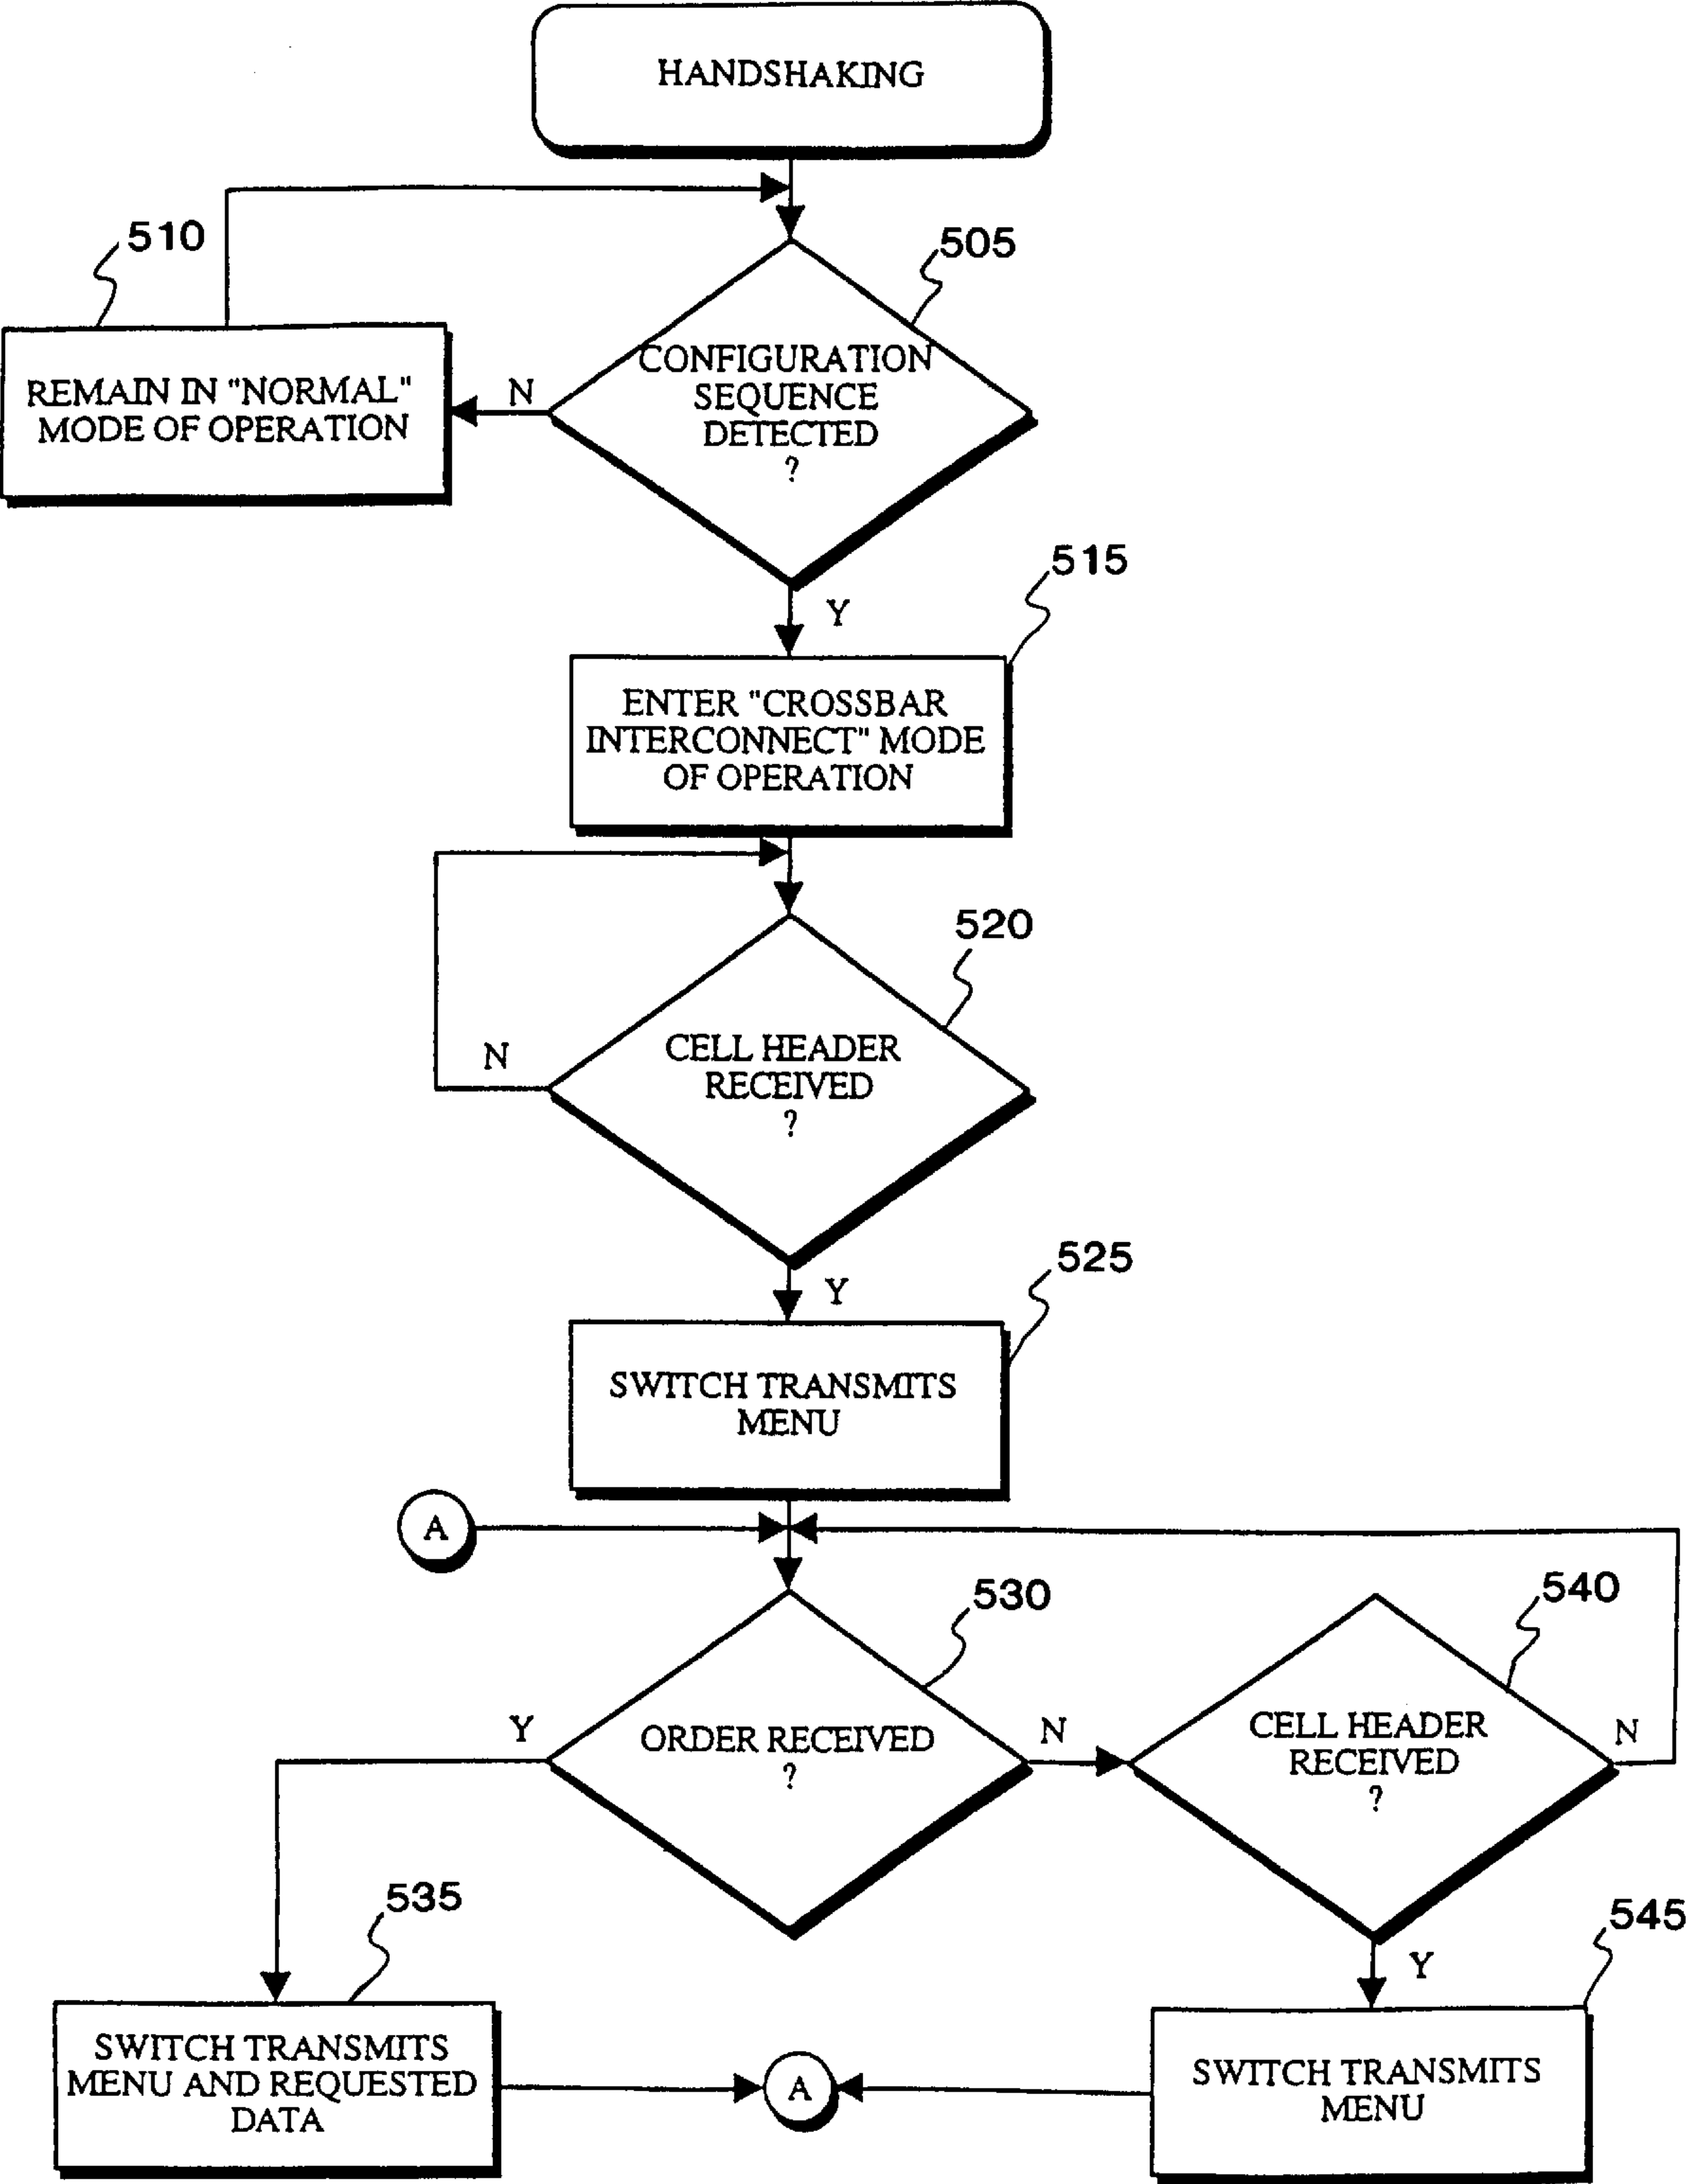 HANDSHAKING
510
505
CONFIGURATION
SEQUENCE
DETECTED
?
N
REMAIN IN "NORMAL"
MODE OF OPERATION
Y
515
ENTER "CROSSBAR
INTERCONNECT" MODE
OF OPERATION
520
CELL HEADER
RECEIVED
?
N
Y
525
SWITCH TRANSMITS
MENU
A
530
540
ORDER RECEIVED
?
Y
N
CELL HEADER
RECEIVED
?
N
Y
535
545
SWITCH TRANSMITS
MENU AND REQUESTED
DATA
A
SWITCH TRANSMITS
MENU